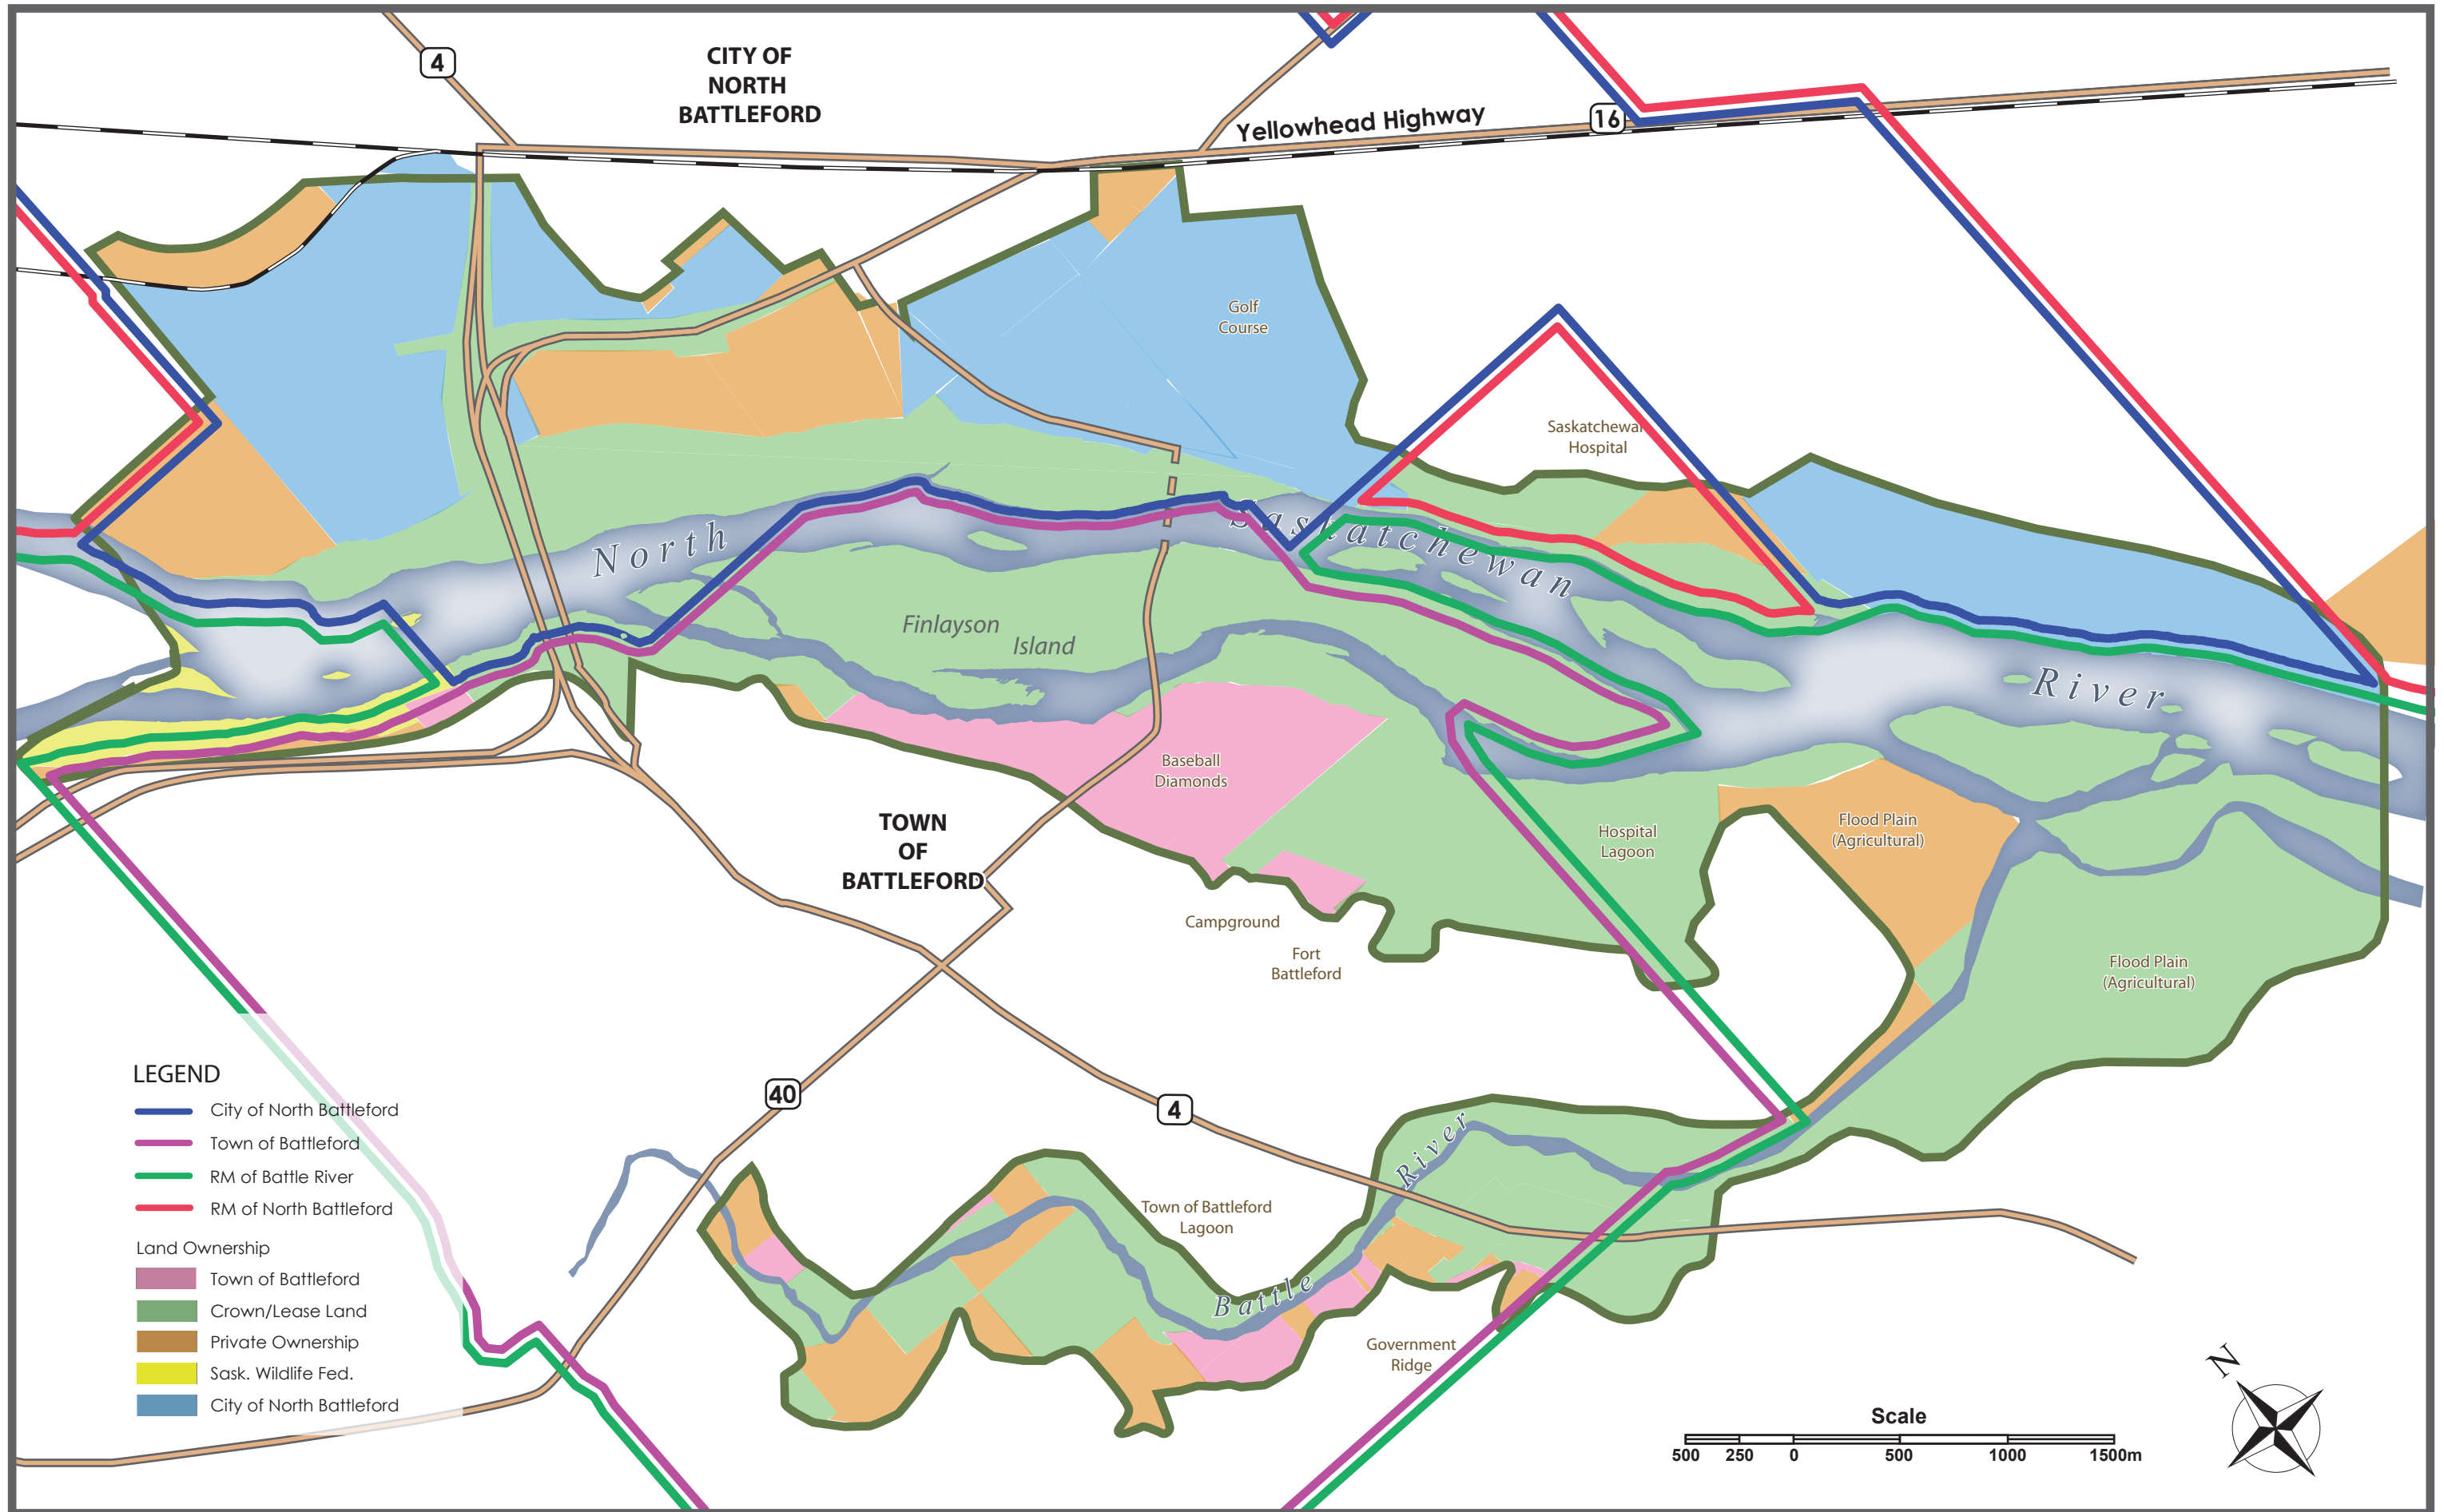 4
CITY OF
NORTH
BATTLEFORD
Yellowhead Highway
16
Golf
Course
Saskatchewan
Hospital
North
Saskatchewan
River
Finlayson
Island
Baseball
Diamonds
TOWN
OF
BATTLEFORD
Hospital
Lagoon
Flood Plain
(Agricultural)
Campground
Fort
Battleford
Flood Plain
(Agricultural)
40
4
River
Battle
Town of Battleford
Lagoon
Government
Ridge
LEGEND
City of North Battleford
Town of Battleford
RM of Battle River
RM of North Battleford
Land Ownership
Town of Battleford
Crown/Lease Land
Private Ownership
Sask. Wildlife Fed.
City of North Battleford
N
Scale
500 250 0 500 1000 1500m